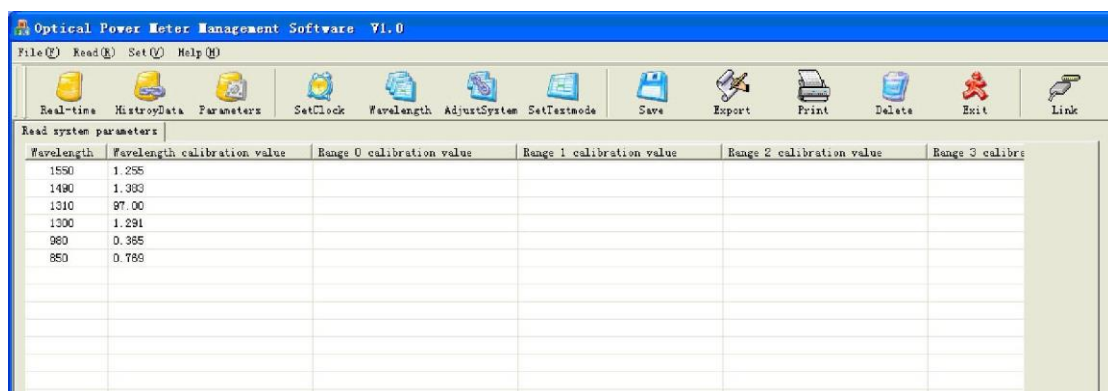 Optical Power Meter Management Software V1.0
File(F) Read(R) Set(V) Help(H)
Real-time HistroyData Parameters SetClock Wavelength AdjustSystem SetTestmode Save Export Print Delete Exit Link
Read system parameters
Wavelength Wavelength calibration value Range 0 calibration value Range 1 calibration value Range 2 calibration value Range 3 calibra
1550 1.255
1490 1.383
1310 97.00
1300 1.291
980 0.365
850 0.769